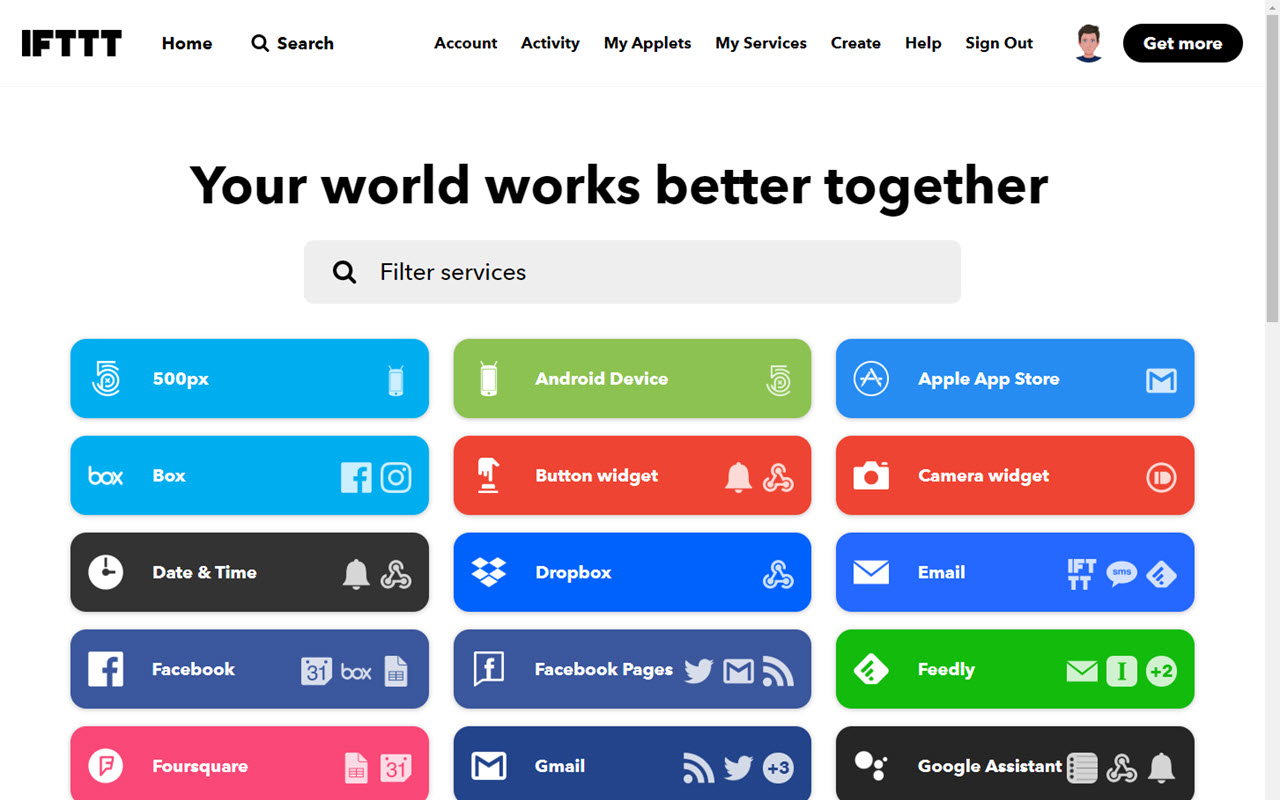 IFTTT Home Search Account Activity My Applets My Services Create Help Sign Out Get more
Your world works better together
Filter services
500px Android Device Apple App Store
box Box Button widget Camera widget
Date & Time Dropbox Email IFTTT sms
Facebook 31 box Facebook Pages Feedly I +2
Foursquare 31 Gmail +3 Google Assistant